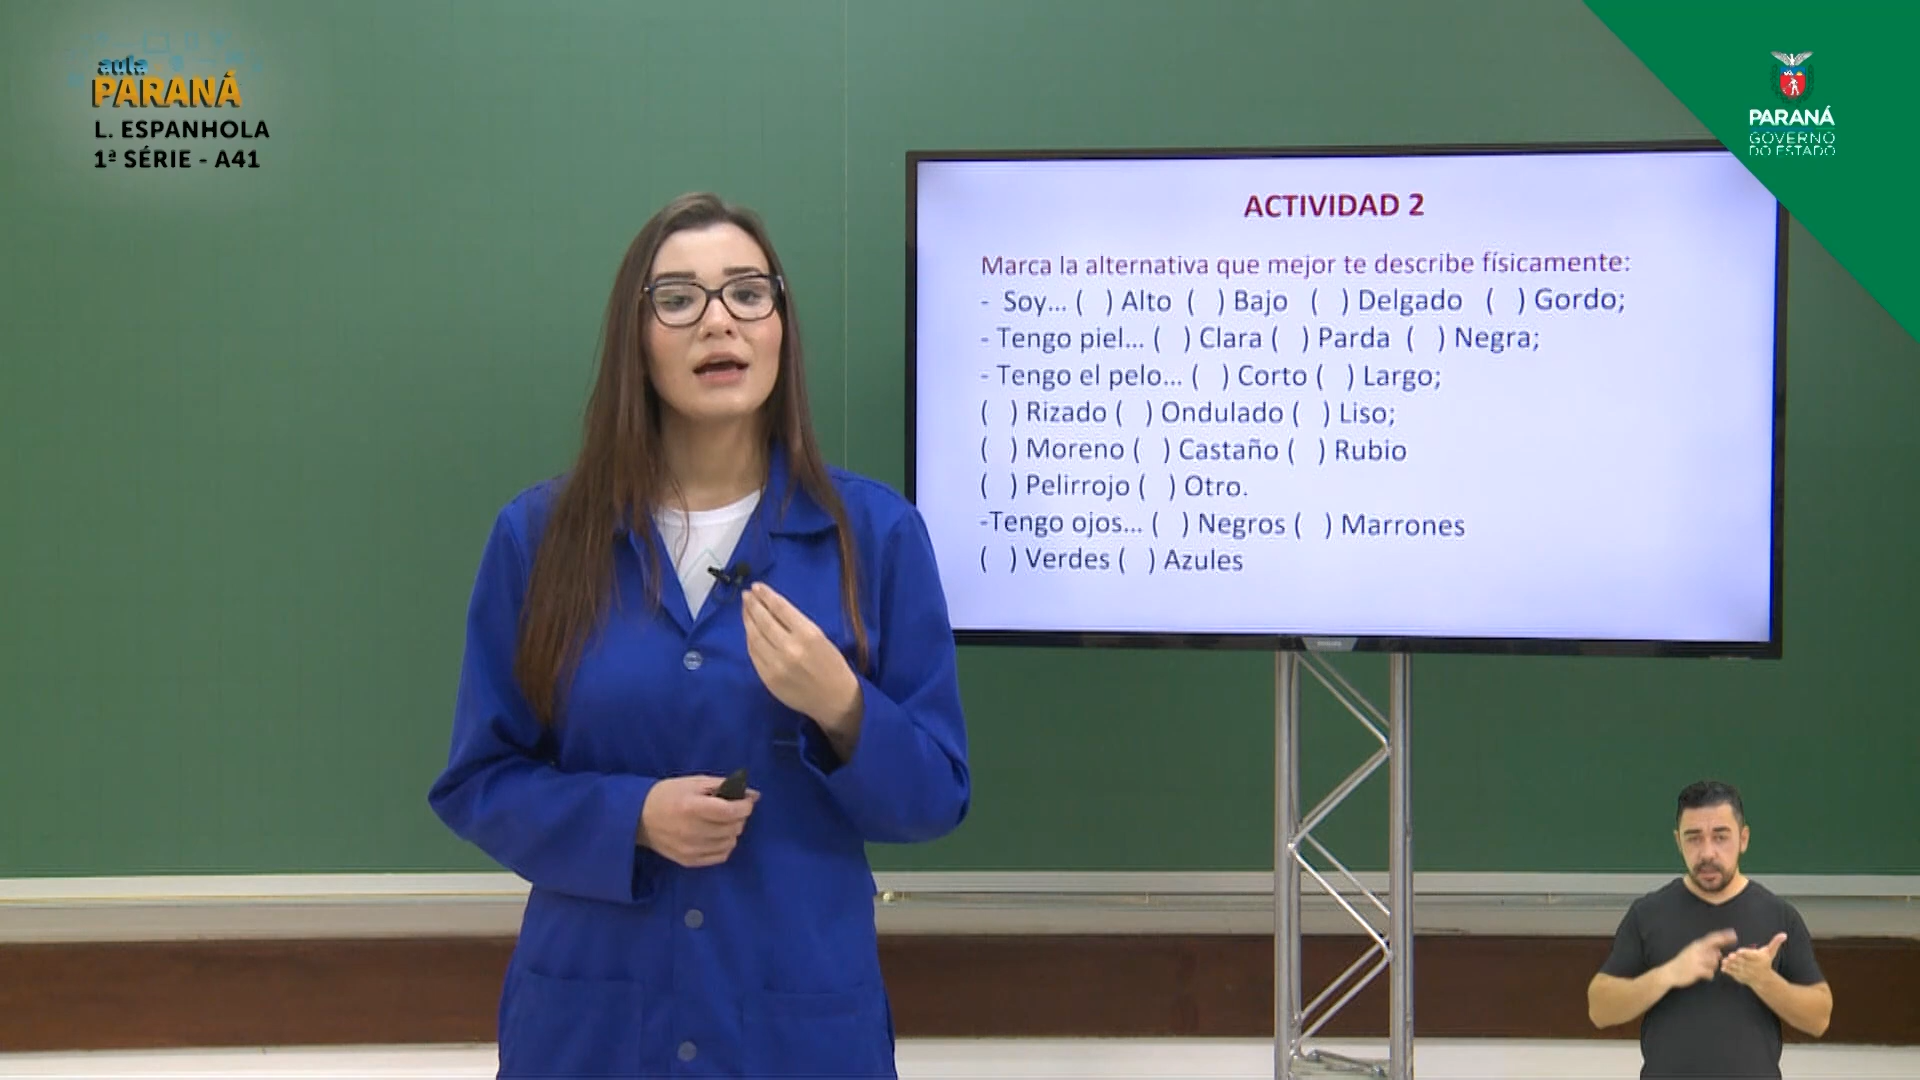 aula
PARANÁ
L. ESPANHOLA
1ª SÉRIE - A41
PARANÁ
GOVERNO
DO ESTADO
ACTIVIDAD 2
Marca la alternativa que mejor te describe físicamente:
- Soy... ( ) Alto ( ) Bajo ( ) Delgado ( ) Gordo;
- Tengo piel... ( ) Clara ( ) Parda ( ) Negra;
- Tengo el pelo... ( ) Corto ( ) Largo;
( ) Rizado ( ) Ondulado ( ) Liso;
( ) Moreno ( ) Castaño ( ) Rubio
( ) Pelirrojo ( ) Otro.
-Tengo ojos... ( ) Negros ( ) Marrones
( ) Verdes ( ) Azules